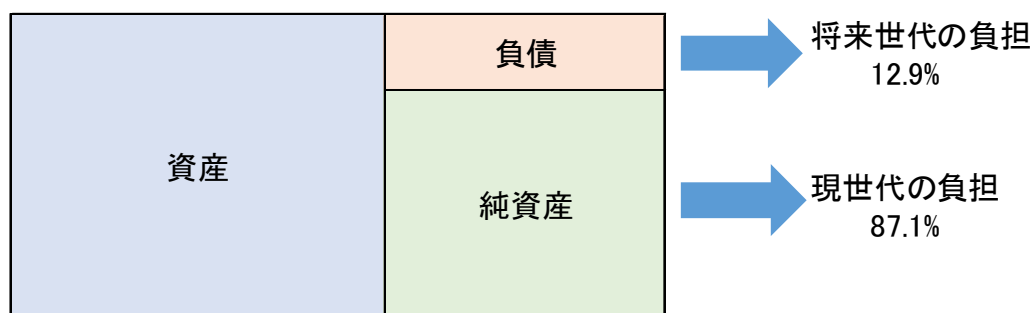 資産
負債
純資産
将来世代の負担
12.9%
現世代の負担
87.1%